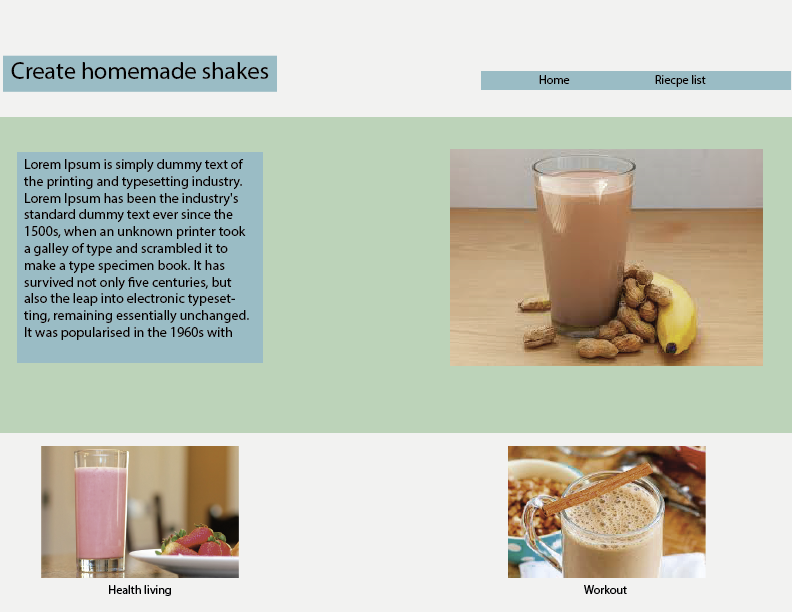 Create homemade shakes
Home
Riecpe list
Lorem Ipsum is simply dummy text of
the printing and typesetting industry.
Lorem Ipsum has been the industry's
standard dummy text ever since the
1500s, when an unknown printer took
a galley of type and scrambled it to
make a type specimen book. It has
survived not only five centuries, but
also the leap into electronic typeset-
ting, remaining essentially unchanged.
It was popularised in the 1960s with
Health living
Workout